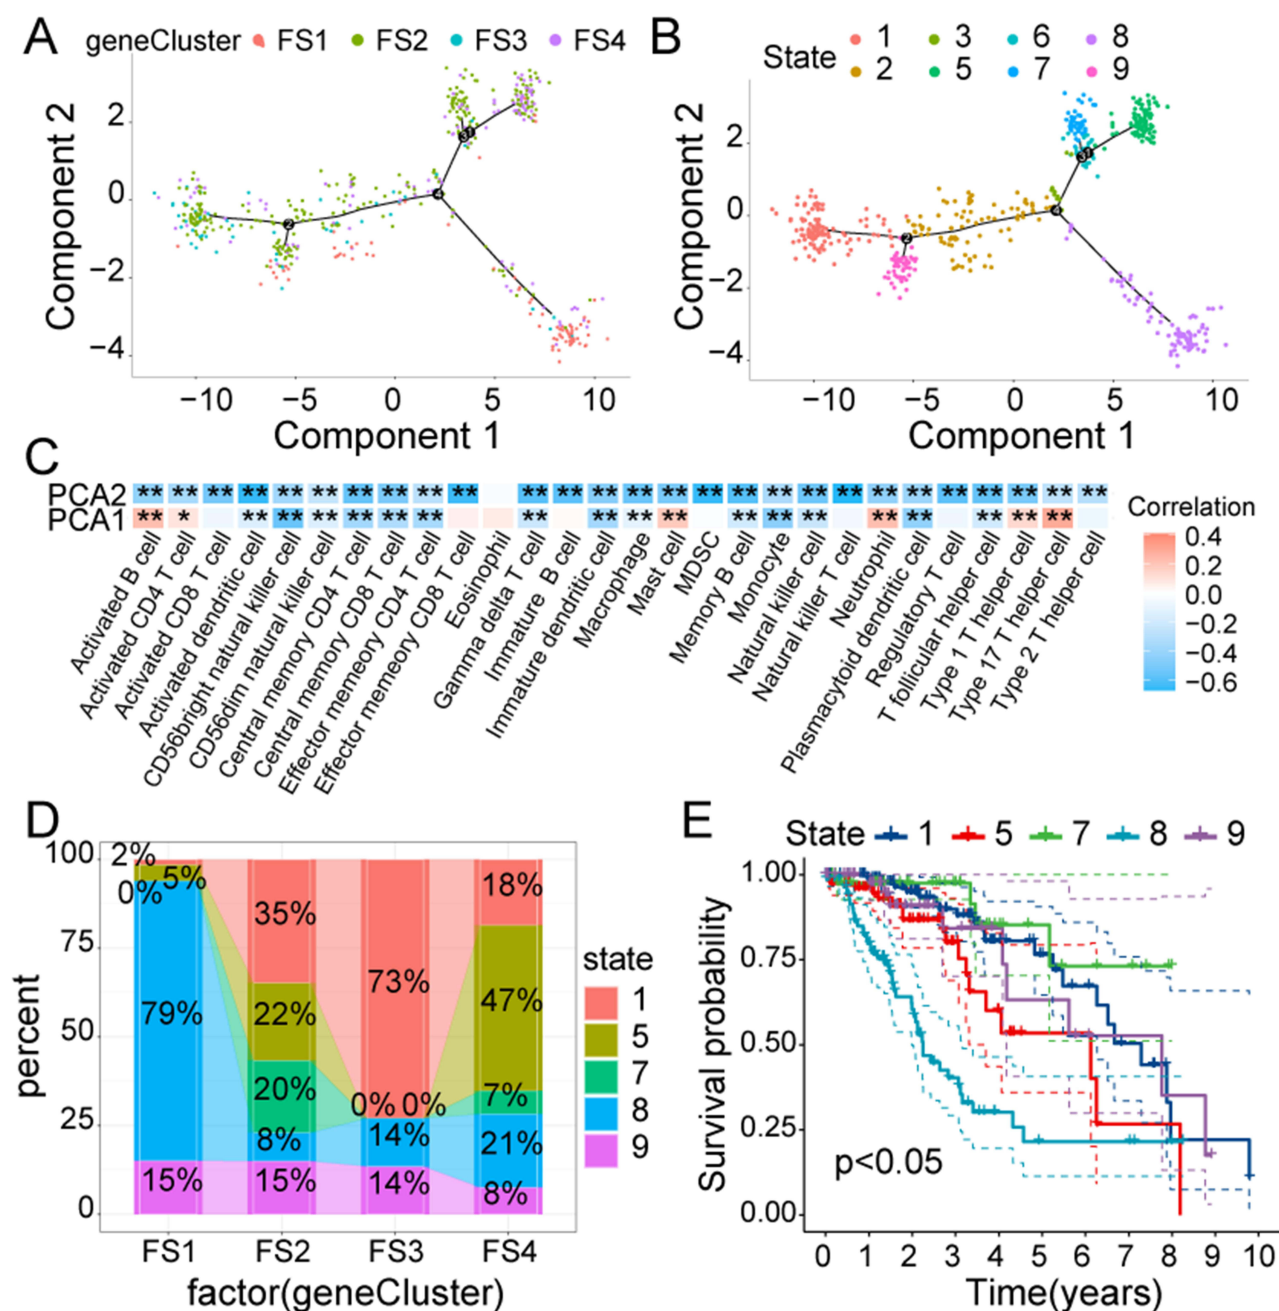 A
geneCluster FS1 FS2 FS3 FS4
Component 2
2
0
−2
−4
3
2
4
−10 −5 0 5 10
Component 1
B
State 1 3 6 8
2 5 7 9
Component 2
2
0
−2
−4
3
2
4
−10 −5 0 5 10
Component 1
C
PCA2 ** ** ** ** ** ** ** ** ** ** ** ** ** ** ** ** ** ** ** ** ** ** ** ** ** ** **
PCA1 ** * ** ** ** ** ** ** ** ** ** ** ** ** ** ** ** ** ** **
Activated B cell
Activated CD4 T cell
Activated CD8 T cell
Activated dendritic cell
CD56bright natural killer cell
CD56dim natural killer cell
Central memory CD4 T cell
Central memory CD8 T cell
Effector memeory CD4 T cell
Effector memeory CD8 T cell
Eosinophil
Gamma delta T cell
Immature B cell
Immature dendritic cell
Macrophage
Mast cell
MDSC
Memory B cell
Monocyte
Natural killer cell
Natural killer T cell
Neutrophil
Plasmacytoid dendritic cell
Regulatory T cell
T follicular helper cell
Type 1 T helper cell
Type 17 T helper cell
Type 2 T helper cell
Correlation
0.4
0.2
0.0
−0.2
−0.4
−0.6
D
percent
100
75
50
25
0
2%
5%
0%
79%
15%
35%
22%
20%
8%
15%
73%
0% 0%
14%
14%
18%
47%
7%
21%
8%
FS1 FS2 FS3 FS4
factor(geneCluster)
state
1
5
7
8
9
E
State 1 5 7 8 9
Survival probability
1.00
0.75
0.50
0.25
0.00
p<0.05
0 1 2 3 4 5 6 7 8 9 10
Time(years)